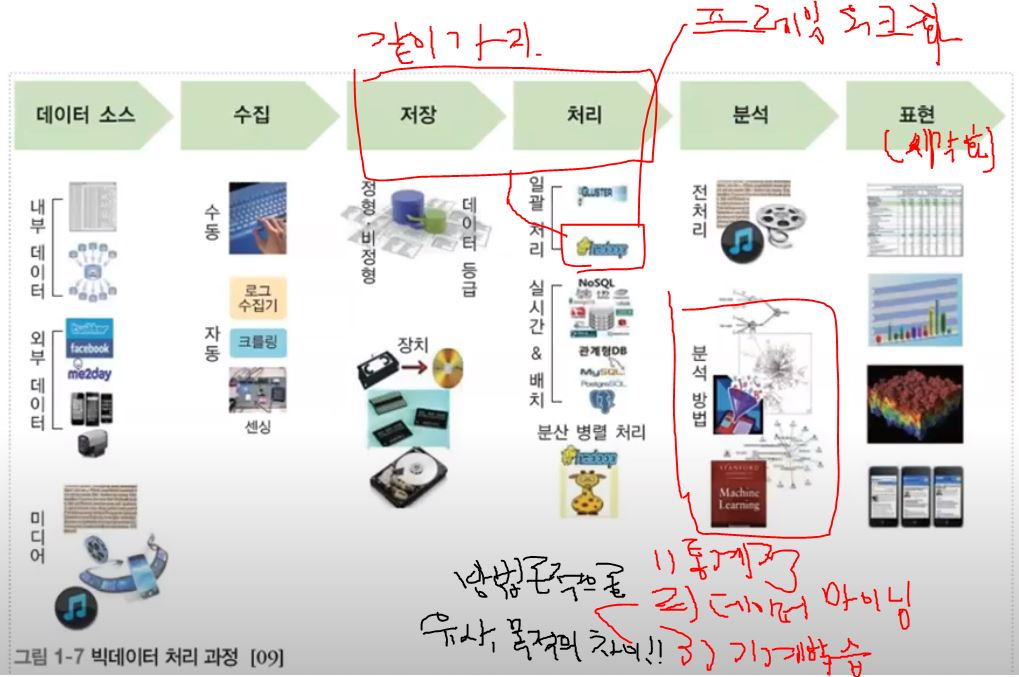 같이 가지.
프레임 워크화
데이터 소스
수집
저장
처리
분석
표현
(시각화)
내부 데이터
외부 데이터
미디어
twitter
facebook
me2day
수동
자동
로그
수집기
크롤링
센싱
정형·비정형
데이터 등급
장치
일괄 처리
GLUSTER
hadoop
실시간 & 배치
NoSQL
관계형DB
MySQL
PostgreSQL
분산 병렬 처리
hadoop
전처리
분석 방법
STANFORD
Machine
Learning
방법론적으로
유사, 목적의 차이!!
1) 통계적
2) 데이터 마이닝
3) 기계학습
그림 1-7 빅데이터 처리 과정 [09]